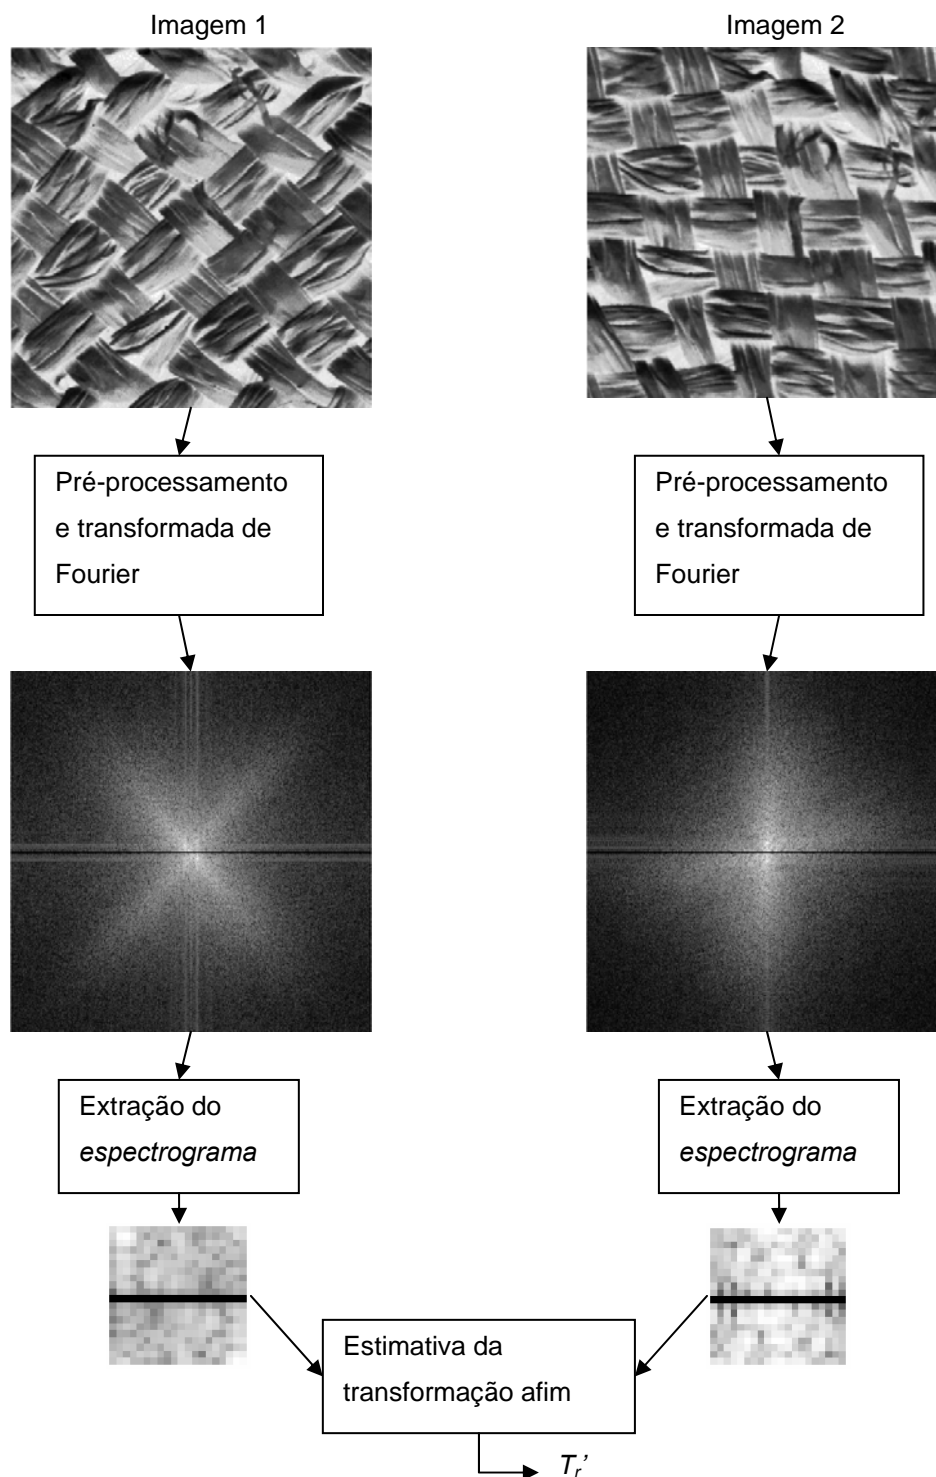 Imagem 1
Imagem 2
Pré-processamento
e transformada de
Fourier
Pré-processamento
e transformada de
Fourier
Extração do
espectrograma
Extração do
espectrograma
Estimativa da
transformação afim
Tr’